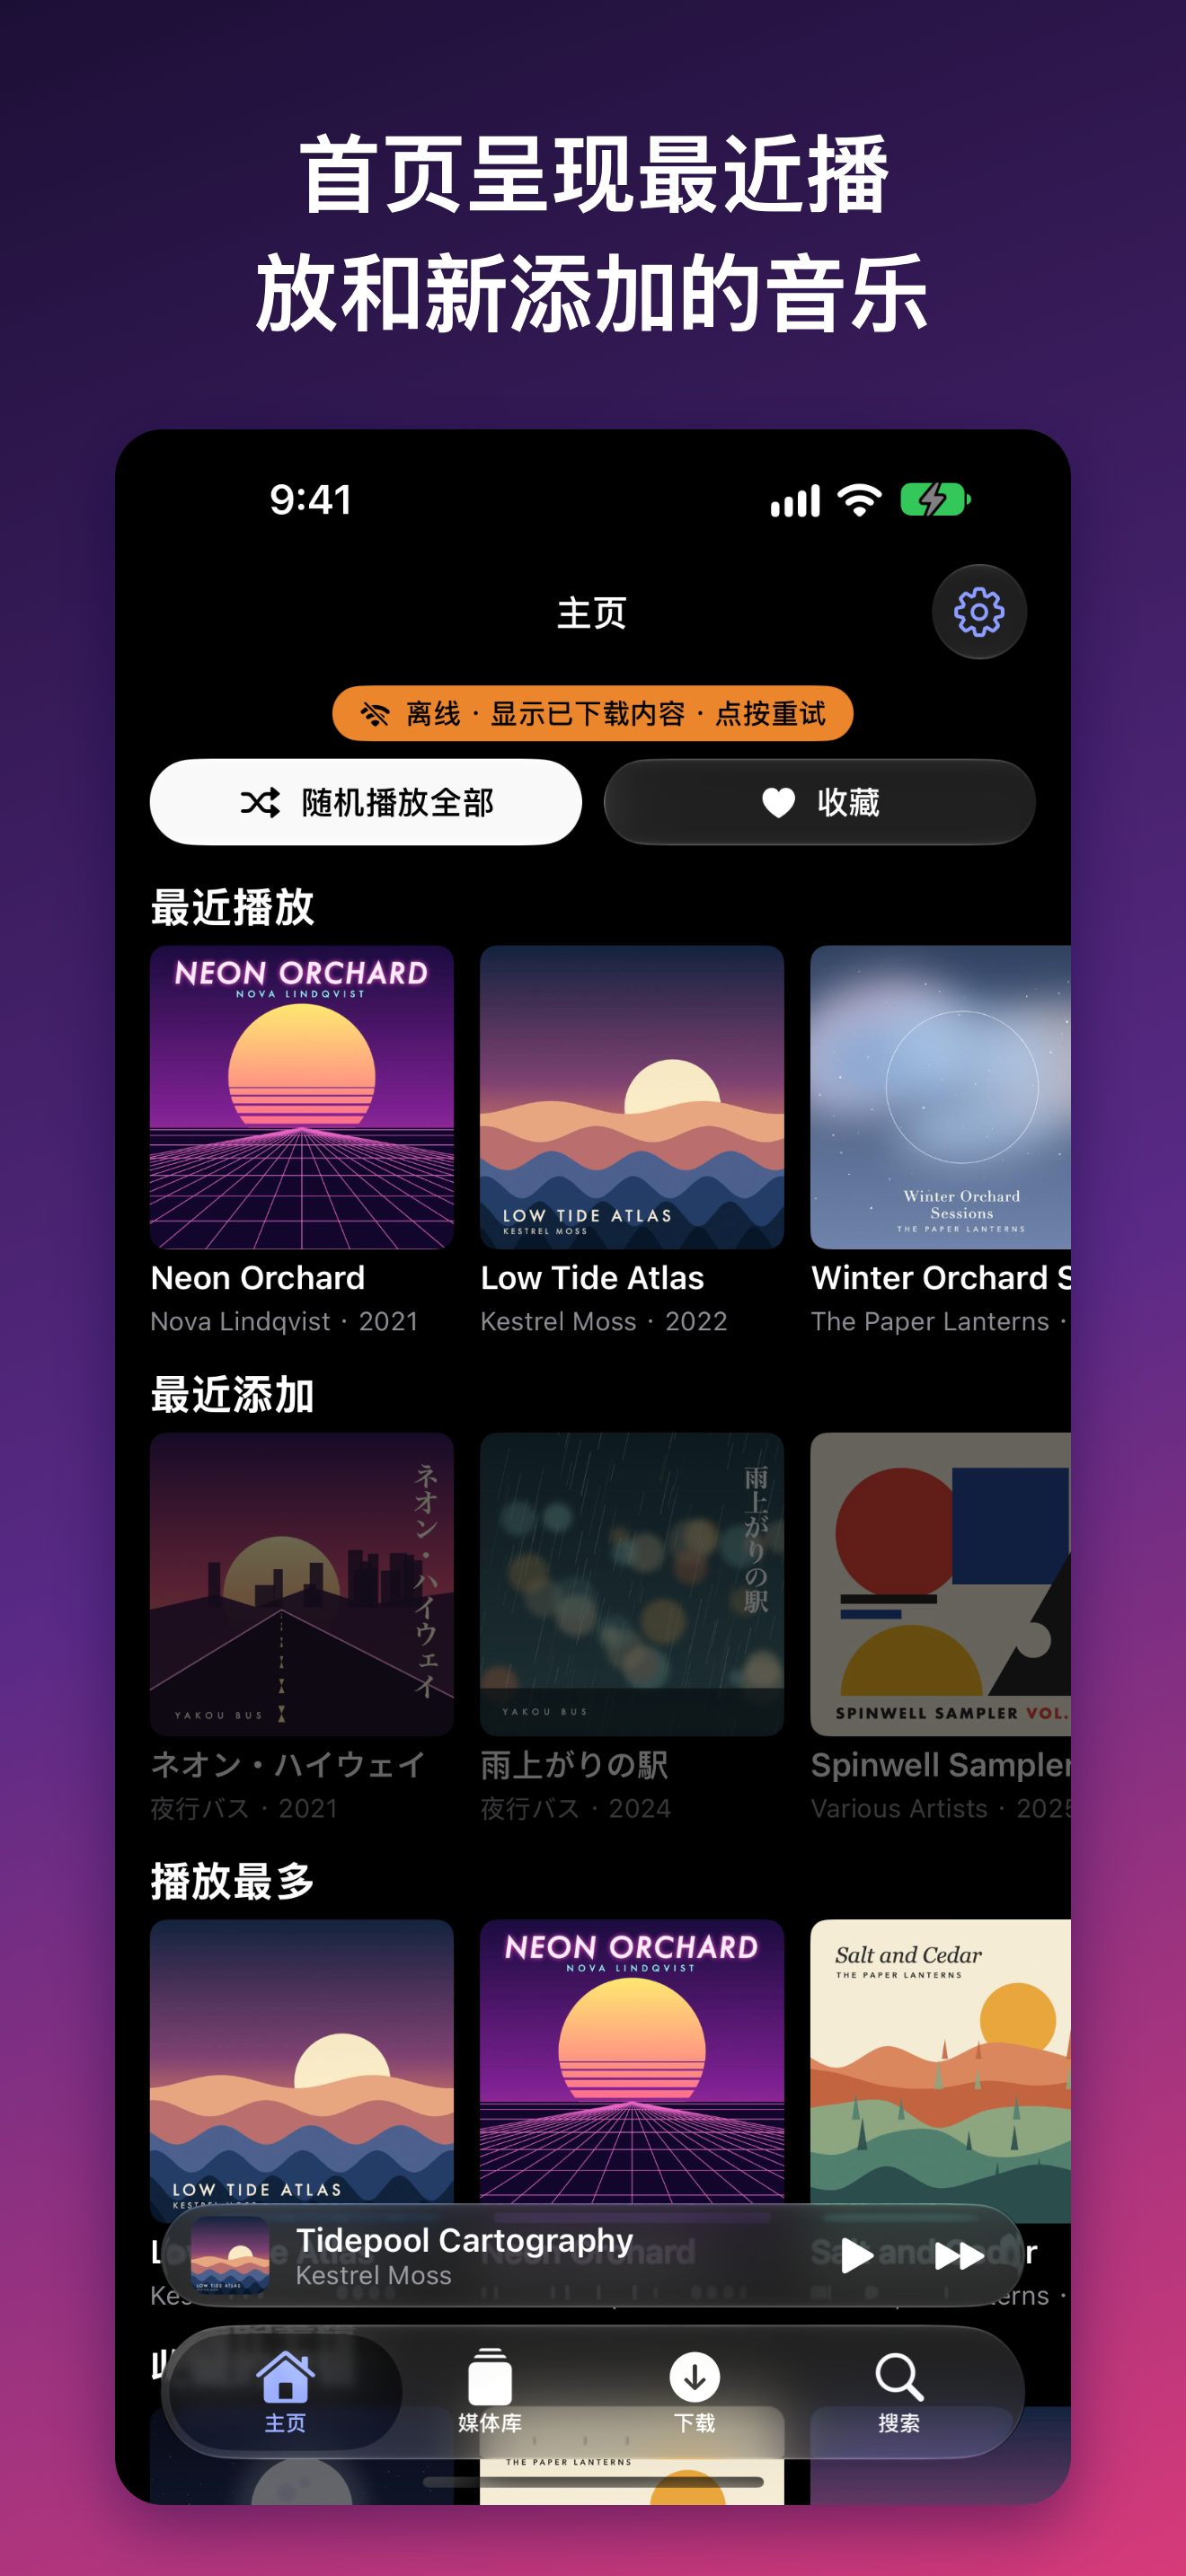 首页呈现最近播
放和新添加的音乐
9:41
主页
离线 · 显示已下载内容 · 点按重试
随机播放全部
收藏
最近播放
NEON ORCHARD
NOVA LINDQVIST
LOW TIDE ATLAS
KESTREL MOSS
Winter Orchard
Sessions
THE PAPER LANTERNS
Neon Orchard
Nova Lindqvist · 2021
Low Tide Atlas
Kestrel Moss · 2022
Winter Orchard S
The Paper Lanterns ·
最近添加
ネオン・ハイウェイ
YAKOU BUS
雨上がりの駅
YAKOU BUS
SPINWELL SAMPLER VOL.
ネオン・ハイウェイ
夜行バス · 2021
雨上がりの駅
夜行バス · 2024
Spinwell Sampler
Various Artists · 2025
播放最多
LOW TIDE ATLAS
NEON ORCHARD
NOVA LINDQVIST
Salt and Cedar
THE PAPER LANTERNS
Tidepool Cartography
Kestrel Moss
主页
媒体库
下载
搜索
THE PAPER LANTERNS